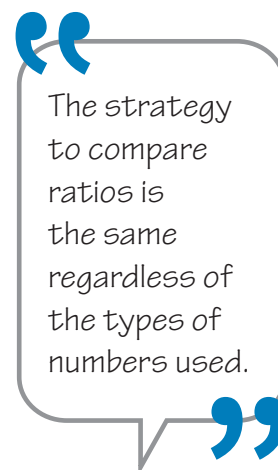 The strategy
to compare
ratios is
the same
regardless of
the types of
numbers used.